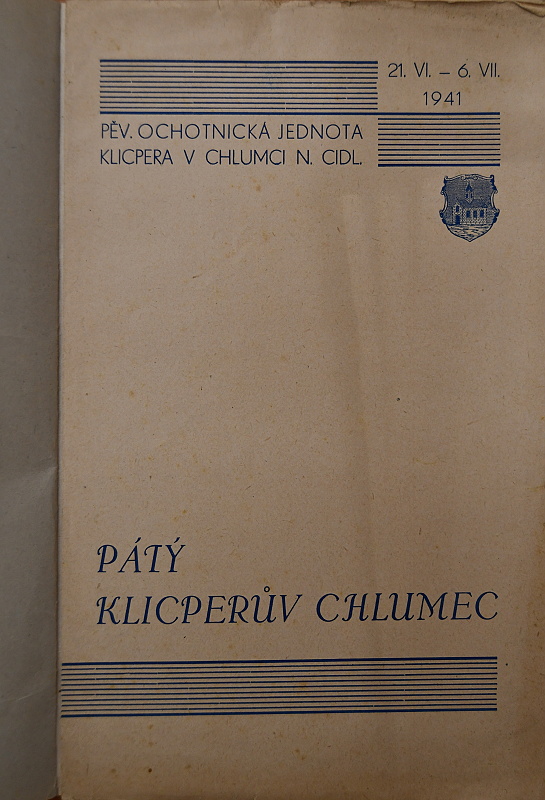 21. VI. – 6. VII.
1941
PĚV. OCHOTNICKÁ JEDNOTA
KLICPERA V CHLUMCI N. CIDL.
PÁTÝ
KLICPERŮV CHLUMEC